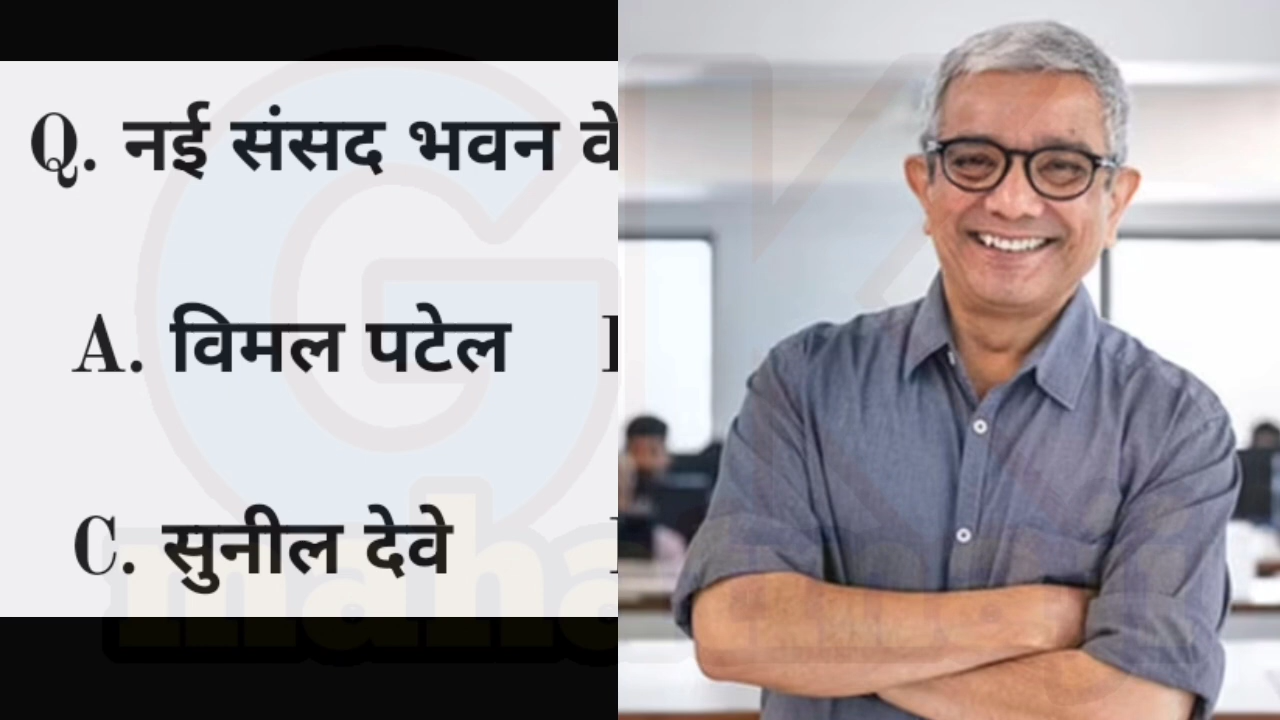 Q. नई संसद भवन के
A. विमल पटेल
C. सुनील देवे